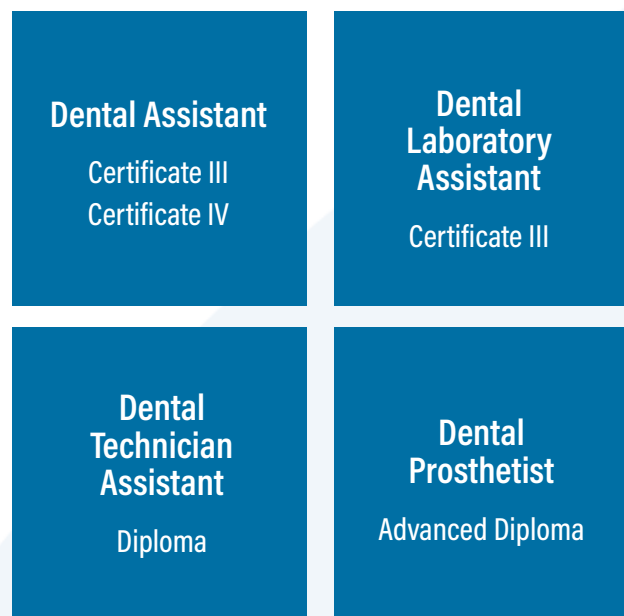 Dental Assistant
Certificate III
Certificate IV
Dental
Laboratory
Assistant
Certificate III
Dental
Technician
Assistant
Diploma
Dental
Prosthetist
Advanced Diploma